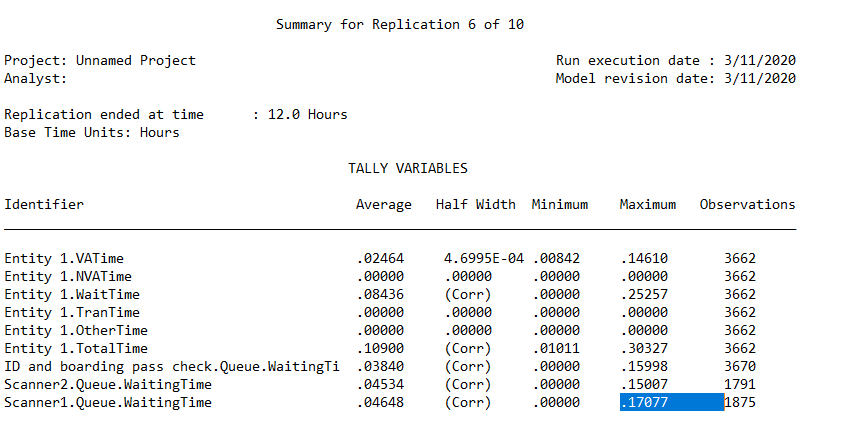 Summary for Replication 6 of 10
Project: Unnamed Project Run execution date : 3/11/2020
Analyst: Model revision date: 3/11/2020
Replication ended at time : 12.0 Hours
Base Time Units: Hours
TALLY VARIABLES
Identifier Average Half Width Minimum Maximum Observations
Entity 1.VATime .02464 4.6995E-04 .00842 .14610 3662
Entity 1.NVATime .00000 .00000 .00000 .00000 3662
Entity 1.WaitTime .08436 (Corr) .00000 .25257 3662
Entity 1.TranTime .00000 .00000 .00000 .00000 3662
Entity 1.OtherTime .00000 .00000 .00000 .00000 3662
Entity 1.TotalTime .10900 (Corr) .01011 .30327 3662
ID and boarding pass check.Queue.WaitingTi .03840 (Corr) .00000 .15998 3670
Scanner2.Queue.WaitingTime .04534 (Corr) .00000 .15007 1791
Scanner1.Queue.WaitingTime .04648 (Corr) .00000 .17077 1875